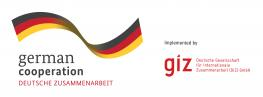 german
cooperation
DEUTSCHE ZUSAMMENARBEIT
Implemented by
giz
Deutsche Gesellschaft
für Internationale
Zusammenarbeit (GIZ) GmbH